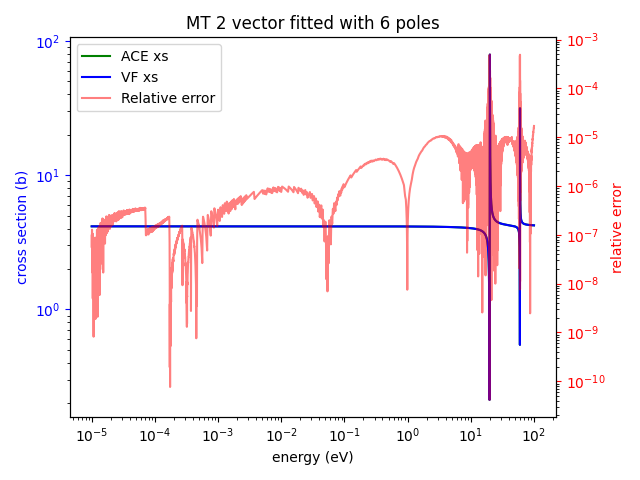 MT 2 vector fitted with 6 poles
ACE xs
VF xs
Relative error
cross section (b)
10²
10¹
10⁰
10⁻³
10⁻⁴
10⁻⁵
10⁻⁶
10⁻⁷
10⁻⁸
10⁻⁹
10⁻¹⁰
relative error
10⁻⁵ 10⁻⁴ 10⁻³ 10⁻² 10⁻¹ 10⁰ 10¹ 10²
energy (eV)